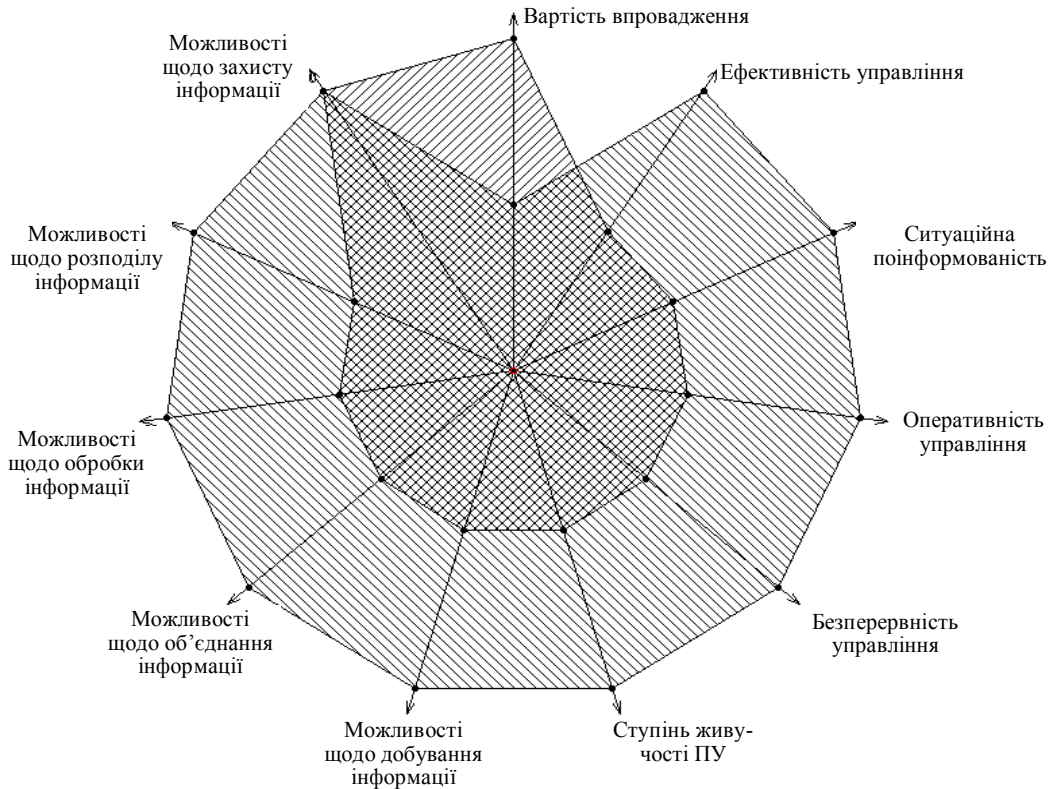 Вартість впровадження
Ефективність управління
Ситуаційна
поінформованість
Оперативність
управління
Безперервність
управління
Ступінь живу-
чості ПУ
Можливості
щодо добування
інформації
Можливості
щодо об’єднання
інформації
Можливості
щодо обробки
інформації
Можливості
щодо розподілу
інформації
Можливості
щодо захисту
інформації